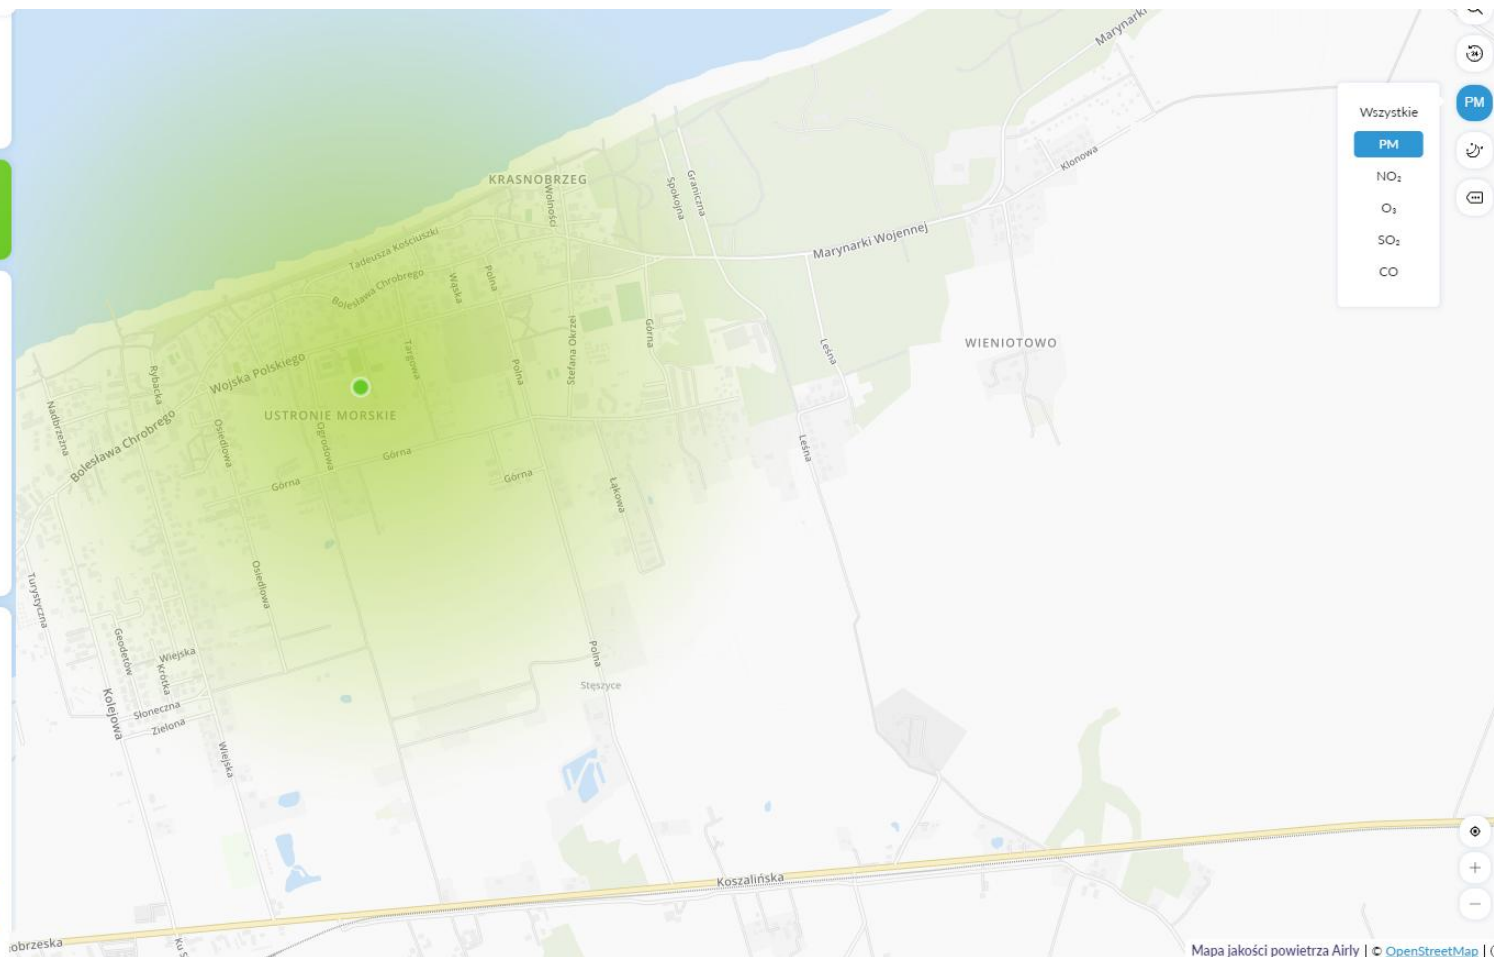 Marynarki
24
PM
Wszystkie
PM
NO₂
O₃
SO₂
CO
Klonowa
KRASNOBRZEG
Wolności
Spokojna
Graniczna
Marynarki Wojennej
Tadeusza Kościuszki
Bolesława Chrobrego
Wąska
Polna
Stefana Okrzei
Górna
Leśna
WIENIOTOWO
Rybacka
Wojska Polskiego
Targowa
Polna
Nadbrzeżna
Bolesława Chrobrego
USTRONIE MORSKIE
Osiedlowa
Ogrodowa
Górna
Górna
Górna
Łąkowa
Leśna
Turystyczna
Osiedlowa
Geodetów
Wiejska
Krótka
Polna
Stęszyce
Kolejowa
Słoneczna
Zielona
Wiejska
Koszalińska
obrzeska
Ku S
Mapa jakości powietrza Airly | © OpenStreetMap |